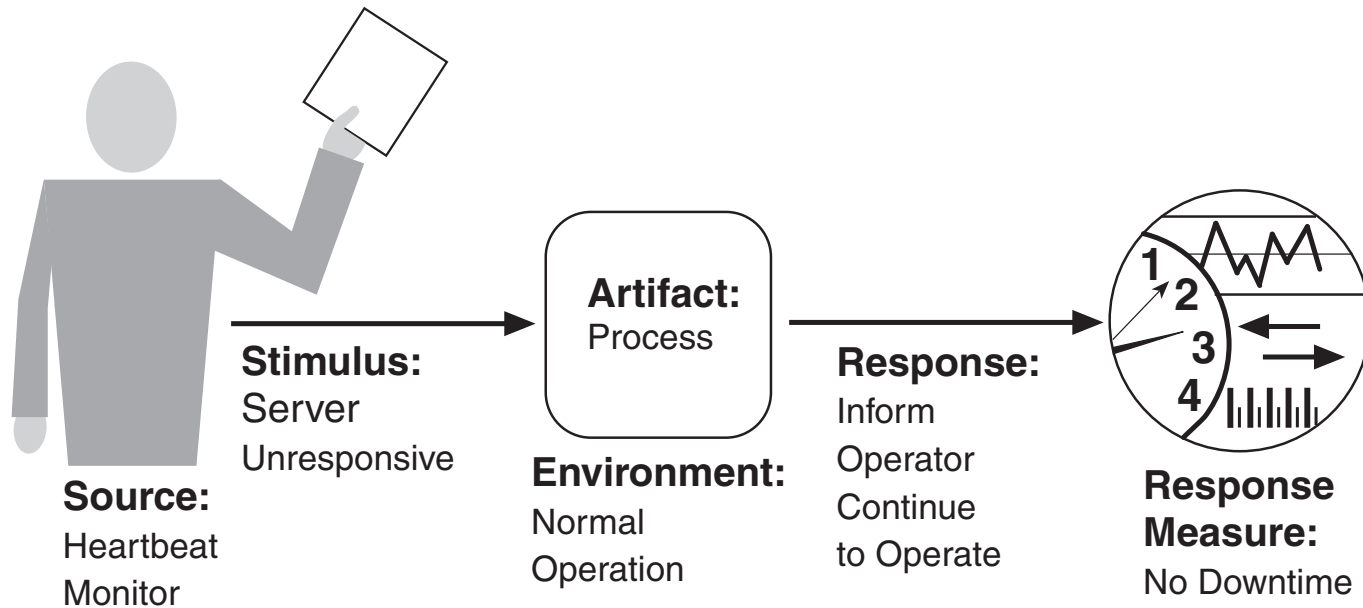 Source:
Heartbeat
Monitor
Stimulus:
Server
Unresponsive
Artifact:
Process
Environment:
Normal
Operation
Response:
Inform
Operator
Continue
to Operate
1
2
3
4
Response
Measure:
No Downtime